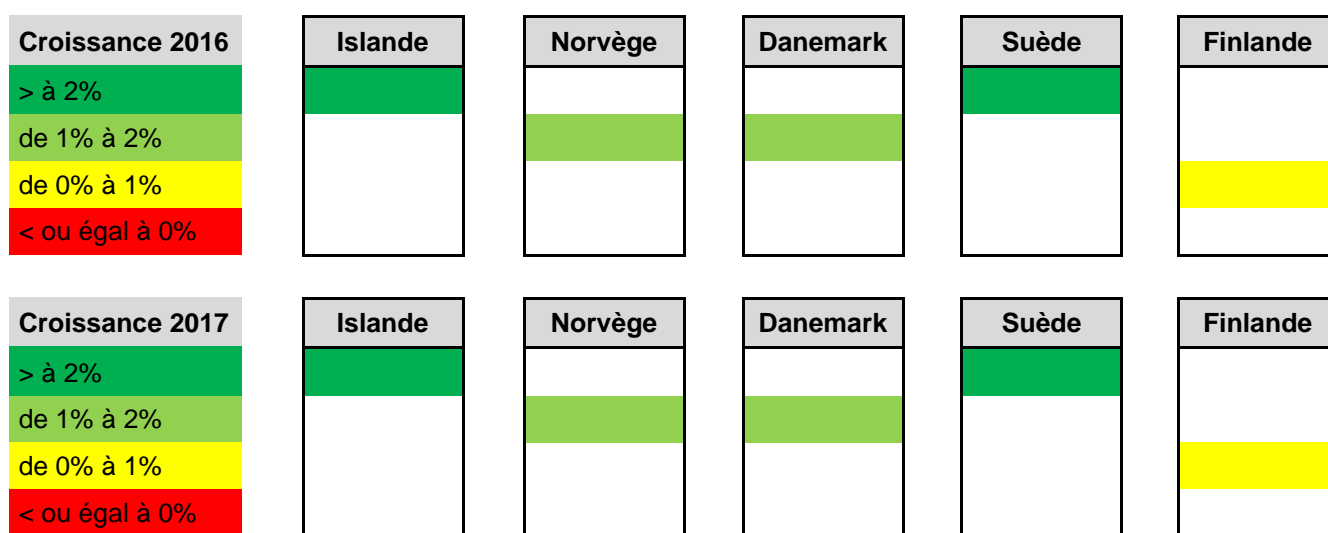 Croissance 2016 Islande Norvège Danemark Suède Finlande
> à 2%
de 1% à 2%
de 0% à 1%
< ou égal à 0%
Croissance 2017 Islande Norvège Danemark Suède Finlande
> à 2%
de 1% à 2%
de 0% à 1%
< ou égal à 0%